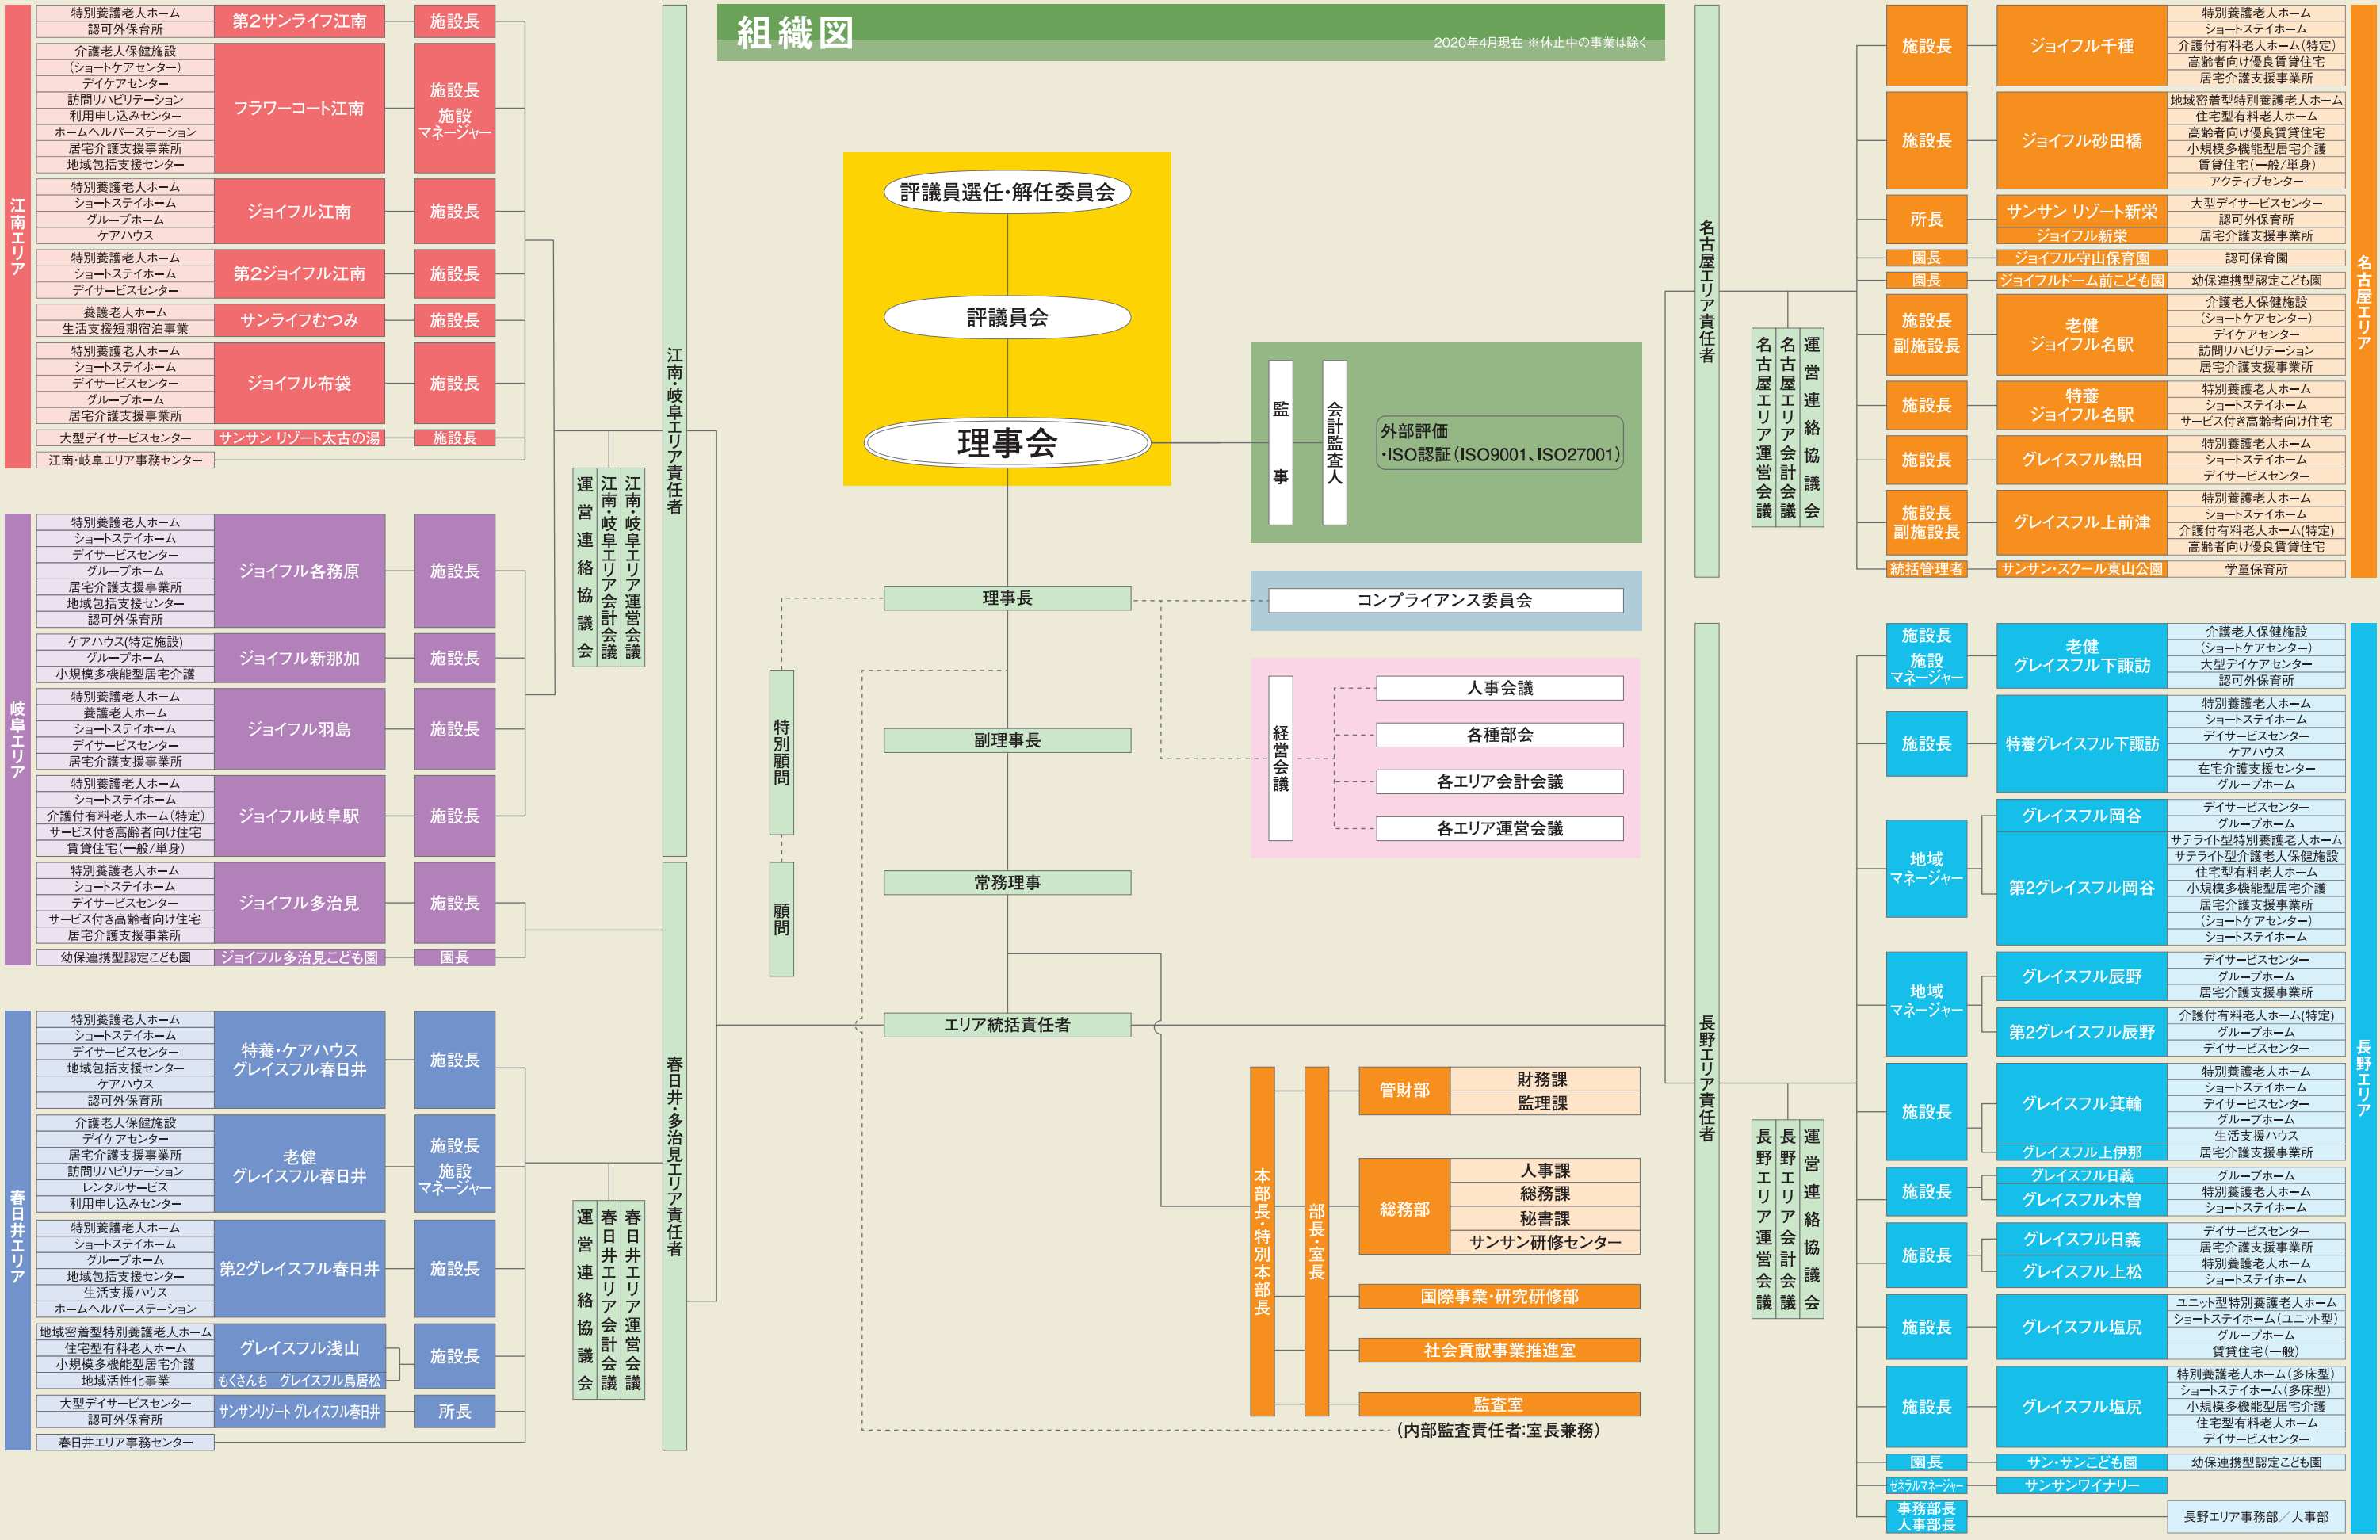 組織図
2020年4月現在 ※休止中の事業は除く
江南エリア
特別養護老人ホーム
認可外保育所
第2サンライフ江南
施設長
介護老人保健施設
(ショートケアセンター)
デイケアセンター
訪問リハビリテーション
利用申し込みセンター
ホームヘルパーステーション
居宅介護支援事業所
地域包括支援センター
フラワーコート江南
施設長
施設
マネージャー
特別養護老人ホーム
ショートステイホーム
グループホーム
ケアハウス
ジョイフル江南
施設長
特別養護老人ホーム
ショートステイホーム
デイサービスセンター
第2ジョイフル江南
施設長
養護老人ホーム
生活支援短期宿泊事業
サンライフむつみ
施設長
特別養護老人ホーム
ショートステイホーム
デイサービスセンター
グループホーム
居宅介護支援事業所
ジョイフル布袋
施設長
大型デイサービスセンター
サンサン リゾート太古の湯
施設長
江南・岐阜エリア事務センター
岐阜エリア
特別養護老人ホーム
ショートステイホーム
デイサービスセンター
グループホーム
居宅介護支援事業所
地域包括支援センター
認可外保育所
ジョイフル各務原
施設長
ケアハウス(特定施設)
グループホーム
小規模多機能型居宅介護
ジョイフル新那加
施設長
特別養護老人ホーム
養護老人ホーム
ショートステイホーム
デイサービスセンター
居宅介護支援事業所
ジョイフル羽島
施設長
特別養護老人ホーム
ショートステイホーム
介護付有料老人ホーム(特定)
サービス付き高齢者向け住宅
賃貸住宅(一般/単身)
ジョイフル岐阜駅
施設長
特別養護老人ホーム
ショートステイホーム
デイサービスセンター
サービス付き高齢者向け住宅
居宅介護支援事業所
ジョイフル多治見
施設長
幼保連携型認定こども園
ジョイフル多治見こども園
園長
春日井エリア
特別養護老人ホーム
ショートステイホーム
デイサービスセンター
地域包括支援センター
ケアハウス
認可外保育所
特養・ケアハウス
グレイスフル春日井
施設長
介護老人保健施設
デイケアセンター
居宅介護支援事業所
訪問リハビリテーション
レンタルサービス
利用申し込みセンター
老健
グレイスフル春日井
施設長
施設
マネージャー
特別養護老人ホーム
ショートステイホーム
グループホーム
地域包括支援センター
生活支援ハウス
ホームヘルパーステーション
第2グレイスフル春日井
施設長
地域密着型特別養護老人ホーム
住宅型有料老人ホーム
小規模多機能型居宅介護
地域活性化事業
グレイスフル浅山
もくさんち グレイスフル鳥居松
施設長
大型デイサービスセンター
認可外保育所
サンサンリゾート グレイスフル春日井
所長
春日井エリア事務センター
江南・岐阜エリア責任者
運営連絡協議会
江南・岐阜エリア会計会議
江南・岐阜エリア運営会議
春日井・多治見エリア責任者
運営連絡協議会
春日井エリア会計会議
春日井エリア運営会議
評議員選任・解任委員会
評議員会
理事会
監事
会計監査人
外部評価
・ISO認証(ISO9001、ISO27001)
理事長
コンプライアンス委員会
特別顧問
顧問
経営会議
人事会議
各種部会
各エリア会計会議
各エリア運営会議
副理事長
常務理事
エリア統括責任者
本部長・特別本部長
部長・室長
管財部
財務課
監理課
総務部
人事課
総務課
秘書課
サンサン研修センター
国際事業・研究研修部
社会貢献事業推進室
監査室
(内部監査責任者:室長兼務)
名古屋エリア責任者
名古屋エリア運営会議
名古屋エリア会計会議
運営連絡協議会
長野エリア責任者
長野エリア運営会議
長野エリア会計会議
運営連絡協議会
名古屋エリア
施設長
ジョイフル千種
特別養護老人ホーム
ショートステイホーム
介護付有料老人ホーム(特定)
高齢者向け優良賃貸住宅
居宅介護支援事業所
施設長
ジョイフル砂田橋
地域密着型特別養護老人ホーム
住宅型有料老人ホーム
高齢者向け優良賃貸住宅
小規模多機能型居宅介護
賃貸住宅(一般/単身)
アクティブセンター
所長
サンサン リゾート新栄
大型デイサービスセンター
認可外保育所
ジョイフル新栄
居宅介護支援事業所
園長
ジョイフル守山保育園
認可保育園
園長
ジョイフルドーム前こども園
幼保連携型認定こども園
施設長
副施設長
老健
ジョイフル名駅
介護老人保健施設
(ショートケアセンター)
デイケアセンター
訪問リハビリテーション
居宅介護支援事業所
施設長
特養
ジョイフル名駅
特別養護老人ホーム
ショートステイホーム
サービス付き高齢者向け住宅
施設長
グレイスフル熱田
特別養護老人ホーム
ショートステイホーム
デイサービスセンター
施設長
副施設長
グレイスフル上前津
特別養護老人ホーム
ショートステイホーム
介護付有料老人ホーム(特定)
高齢者向け優良賃貸住宅
統括管理者
サンサン・スクール東山公園
学童保育所
長野エリア
施設長
施設
マネージャー
老健
グレイスフル下諏訪
介護老人保健施設
(ショートケアセンター)
大型デイケアセンター
認可外保育所
施設長
特養グレイスフル下諏訪
特別養護老人ホーム
ショートステイホーム
デイサービスセンター
ケアハウス
在宅介護支援センター
グループホーム
地域
マネージャー
グレイスフル岡谷
デイサービスセンター
グループホーム
第2グレイスフル岡谷
サテライト型特別養護老人ホーム
サテライト型介護老人保健施設
住宅型有料老人ホーム
小規模多機能型居宅介護
居宅介護支援事業所
(ショートケアセンター)
ショートステイホーム
地域
マネージャー
グレイスフル辰野
デイサービスセンター
グループホーム
居宅介護支援事業所
第2グレイスフル辰野
介護付有料老人ホーム(特定)
グループホーム
デイサービスセンター
施設長
グレイスフル箕輪
特別養護老人ホーム
ショートステイホーム
デイサービスセンター
グループホーム
生活支援ハウス
グレイスフル上伊那
居宅介護支援事業所
施設長
グレイスフル日義
グループホーム
グレイスフル木曽
特別養護老人ホーム
ショートステイホーム
施設長
グレイスフル日義
デイサービスセンター
居宅介護支援事業所
グレイスフル上松
特別養護老人ホーム
ショートステイホーム
施設長
グレイスフル塩尻
ユニット型特別養護老人ホーム
ショートステイホーム(ユニット型)
グループホーム
賃貸住宅(一般)
施設長
グレイスフル塩尻
特別養護老人ホーム(多床型)
ショートステイホーム(多床型)
小規模多機能型居宅介護
住宅型有料老人ホーム
デイサービスセンター
園長
サン・サンこども園
幼保連携型認定こども園
ゼネラルマネージャー
サンサンワイナリー
事務部長
人事部長
長野エリア事務部/人事部